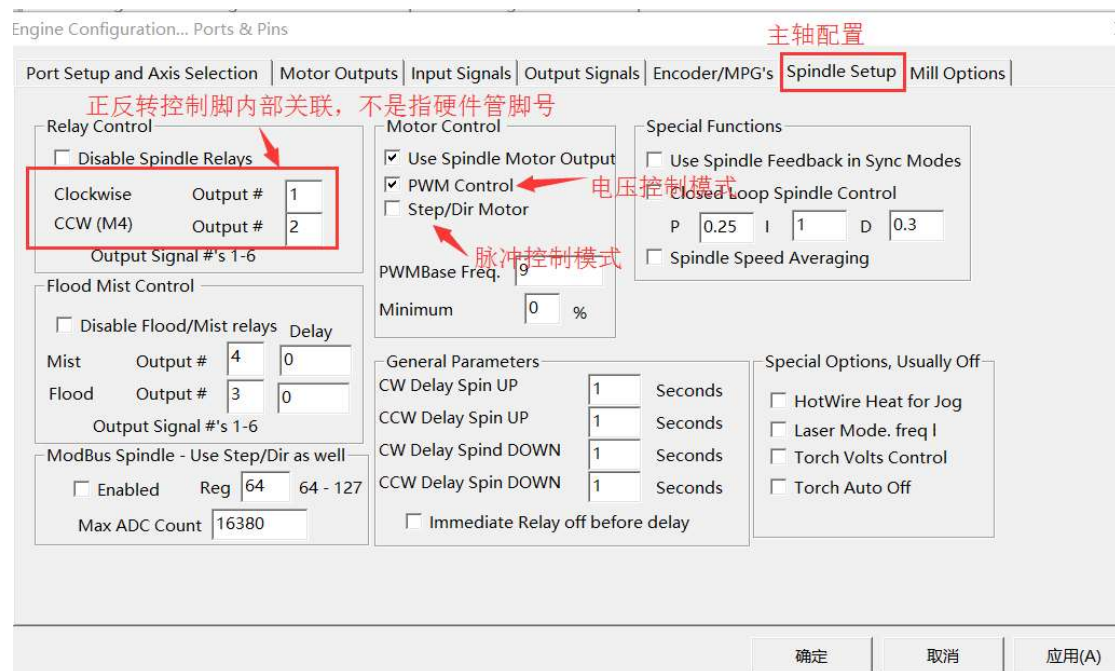 Engine Configuration... Ports & Pins
主轴配置
Port Setup and Axis Selection
Motor Outputs
Input Signals
Output Signals
Encoder/MPG's
Spindle Setup
Mill Options
正反转控制脚内部关联，不是指硬件管脚号
Relay Control
Disable Spindle Relays
Clockwise Output # 1
CCW (M4) Output # 2
Output Signal #'s 1-6
Flood Mist Control
Disable Flood/Mist relays Delay
Mist Output # 4 0
Flood Output # 3 0
Output Signal #'s 1-6
ModBus Spindle - Use Step/Dir as well
Enabled Reg 64 64 - 127
Max ADC Count 16380
Motor Control
Use Spindle Motor Output
PWM Control
电压控制模式
Step/Dir Motor
脉冲控制模式
PWMBase Freq. 9
Minimum 0 %
General Parameters
CW Delay Spin UP 1 Seconds
CCW Delay Spin UP 1 Seconds
CW Delay Spind DOWN 1 Seconds
CCW Delay Spin DOWN 1 Seconds
Immediate Relay off before delay
Special Functions
Use Spindle Feedback in Sync Modes
Closed Loop Spindle Control
P 0.25 I 1 D 0.3
Spindle Speed Averaging
Special Options, Usually Off
HotWire Heat for Jog
Laser Mode. freq l
Torch Volts Control
Torch Auto Off
确定
取消
应用(A)